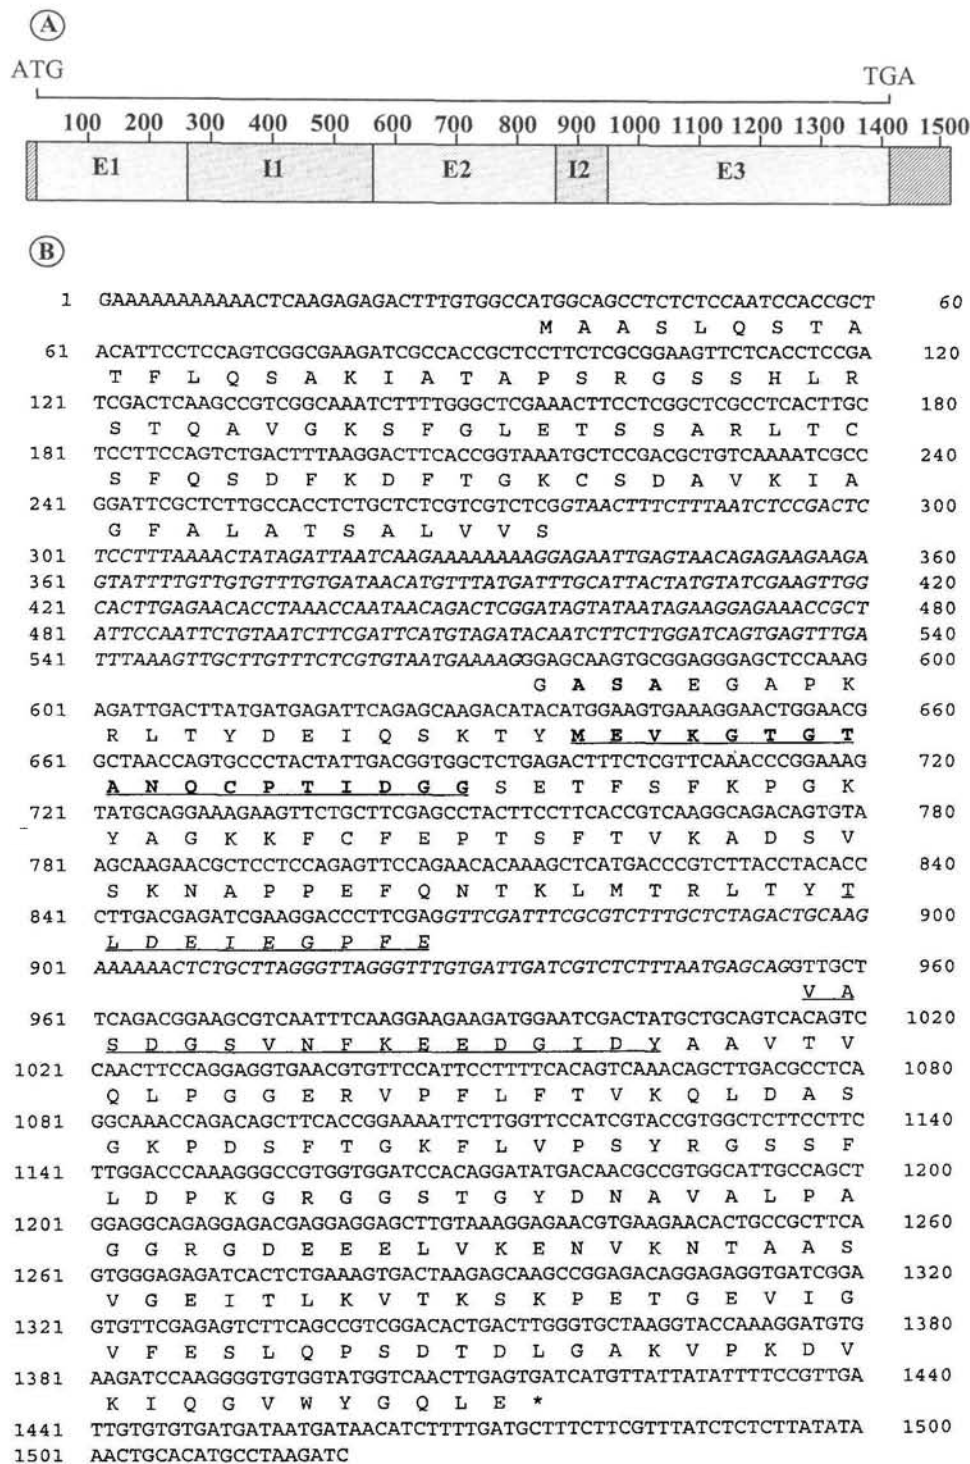 A
ATG TGA
100 200 300 400 500 600 700 800 900 1000 1100 1200 1300 1400 1500
E1 I1 E2 I2 E3
B
1 GAAAAAAAAAAAACTCAAGAGAGACTTTGTGGCCATGGCAGCCTCTCTCCAATCCACCGCT 60
M A A S L Q S T A
61 ACATTCCTCCAGTCGGCGAAGATCGCCACCGCTCCTTCTCGCGGAAGTTCTCACCTCCGA 120
T F L Q S A K I A T A P S R G S S H L R
121 TCGACTCAAGCCGTCGGCAAATCTTTTGGGCTCGAAACTTCCTCGGCTCGCCTCACTTGC 180
S T Q A V G K S F G L E T S S A R L T C
181 TCCTTCCAGTCTGACTTTAAGGACTTCACCGGTAAATGCTCCGACGCTGTCAAAATCGCC 240
S F Q S D F K D F T G K C S D A V K I A
241 GGATTCGCTCTTGCCACCTCTGCTCTCGTCGTCTCGGTAACTTTCTTTAATCTCCGACTC 300
G F A L A T S A L V V S
301 TCCTTTAAAACTATAGATTAATCAAGAAAAAAAAGGAGAATTGAGTAACAGAGAAGAAGA 360
361 GTATTTTGTTGTGTTTGTGATAACATGTTTATGATTTGCATTACTATGTATCGAAGTTGG 420
421 CACTTGAGAACACCTAAACCAATAACAGACTCGGATAGTATAATAGAAGGAGAAACCGCT 480
481 ATTCCAATTCTGTAATCTTCGATTCATGTAGATACAATCTTCTTGGATCAGTGAGTTTGA 540
541 TTTAAAGTTGCTTGTTTCTCGTGTAATGAAAAGGGAGCAAGTGCGGAGGGAGCTCCAAAG 600
G A S A E G A P K
601 AGATTGACTTATGATGAGATTCAGAGCAAGACATACATGGAAGTGAAAGGAACTGGAACG 660
R L T Y D E I Q S K T Y M E V K G T G T
661 GCTAACCAGTGCCCTACTATTGACGGTGGCTCTGAGACTTTCTCGTTCAAACCCGGAAAG 720
A N Q C P T I D G G S E T F S F K P G K
721 TATGCAGGAAAGAAGTTCTGCTTCGAGCCTACTTCCTTCACCGTCAAGGCAGACAGTGTA 780
Y A G K K F C F E P T S F T V K A D S V
781 AGCAAGAACGCTCCTCCAGAGTTCCAGAACACAAAGCTCATGACCCGTCTTACCTACACC 840
S K N A P P E F Q N T K L M T R L T Y T
841 CTTGACGAGATCGAAGGACCCTTCGAGGTTCGATTTCGCGTCTTTGCTCTAGACTGCAAG 900
L D E I E G P F E
901 AAAAAACTCTGCTTAGGGTTAGGGTTTGTGATTGATCGTCTCTTTAATGAGCAGGTTGCT 960
V A
961 TCAGACGGAAGCGTCAATTTCAAGGAAGAAGATGGAATCGACTATGCTGCAGTCACAGTC 1020
S D G S V N F K E E D G I D Y A A V T V
1021 CAACTTCCAGGAGGTGAACGTGTTCCATTCCTTTTCACAGTCAAACAGCTTGACGCCTCA 1080
Q L P G G E R V P F L F T V K Q L D A S
1081 GGCAAACCAGACAGCTTCACCGGAAAATTCTTGGTTCCATCGTACCGTGGCTCTTCCTTC 1140
G K P D S F T G K F L V P S Y R G S S F
1141 TTGGACCCAAAGGGCCGTGGTGGATCCACAGGATATGACAACGCCGTGGCATTGCCAGCT 1200
L D P K G R G G S T G Y D N A V A L P A
1201 GGAGGCAGAGGAGACGAGGAGGAGCTTGTAAAGGAGAACGTGAAGAACACTGCCGCTTCA 1260
G G R G D E E E L V K E N V K N T A A S
1261 GTGGGAGAGATCACTCTGAAAGTGACTAAGAGCAAGCCGGAGACAGGAGAGGTGATCGGA 1320
V G E I T L K V T K S K P E T G E V I G
1321 GTGTTCGAGAGTCTTCAGCCGTCGGACACTGACTTGGGTGCTAAGGTACCAAAGGATGTG 1380
V F E S L Q P S D T D L G A K V P K D V
1381 AAGATCCAAGGGGTGTGGTATGGTCAACTTGAGTGATCATGTTATTATATTTTCCGTTGA 1440
K I Q G V W Y G Q L E *
1441 TTGTGTGTGATGATAATGATAACATCTTTTGATGCTTTCTTCGTTTATCTCTCTTATATA 1500
1501 AACTGCACATGCCTAAGATC